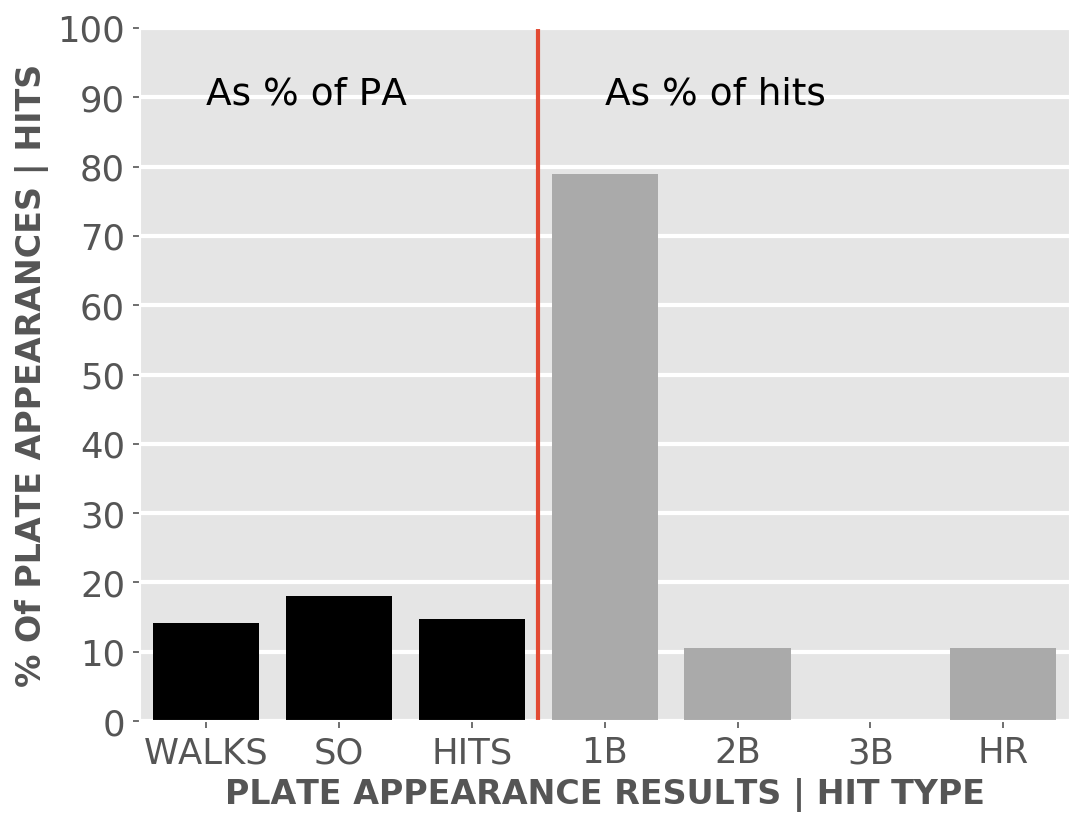 % Of PLATE APPEARANCES | HITS
100
90
80
70
60
50
40
30
20
10
0
As % of PA
As % of hits
WALKS SO HITS 1B 2B 3B HR
PLATE APPEARANCE RESULTS | HIT TYPE